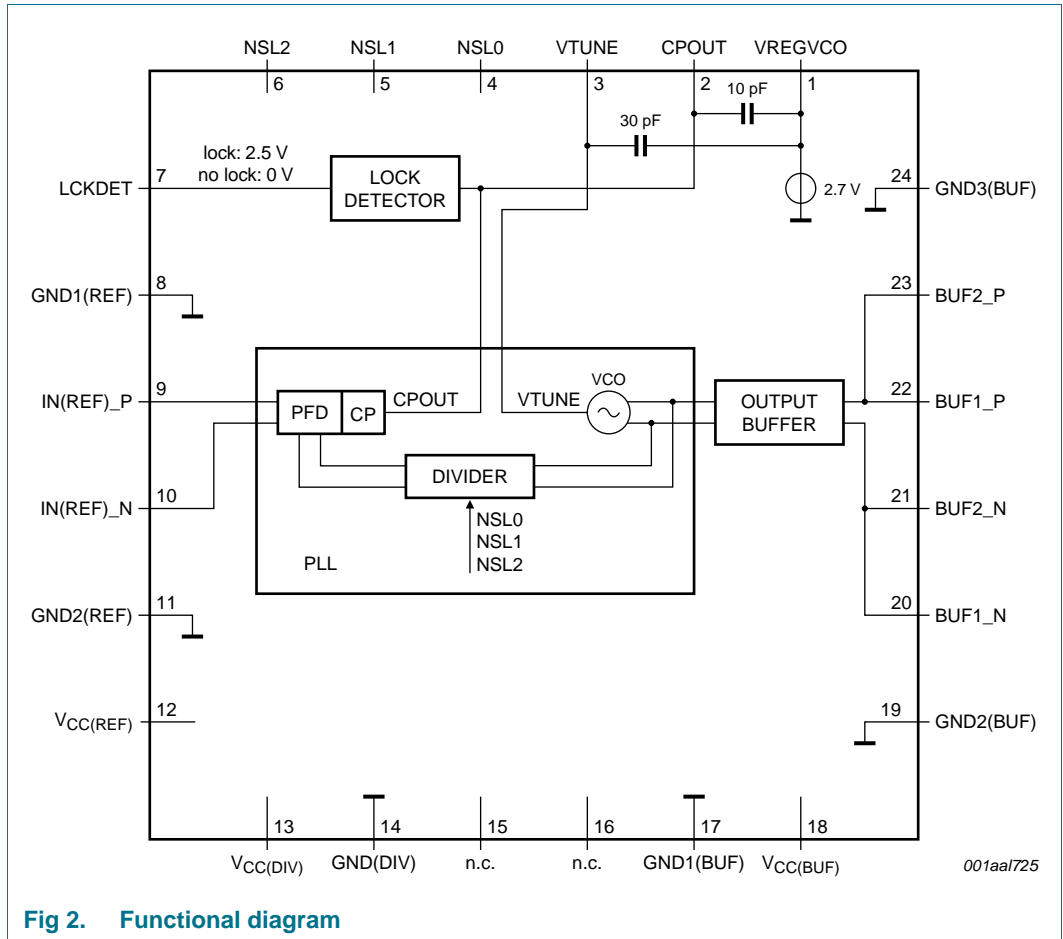 NSL2 NSL1 NSL0 VTUNE CPOUT VREGVCO
6 5 4 3 2 1
10 pF
30 pF
lock: 2.5 V
no lock: 0 V
LCKDET 7
LOCK
DETECTOR
2.7 V
24 GND3(BUF)
GND1(REF) 8
23 BUF2_P
IN(REF)_P 9
PFD CP CPOUT
VTUNE VCO
OUTPUT
BUFFER
22 BUF1_P
DIVIDER
IN(REF)_N 10
21 BUF2_N
NSL0
NSL1
NSL2
PLL
GND2(REF) 11
20 BUF1_N
VCC(REF) 12
19 GND2(BUF)
13 14 15 16 17 18
VCC(DIV) GND(DIV) n.c. n.c. GND1(BUF) VCC(BUF)
001aal725
Fig 2. Functional diagram